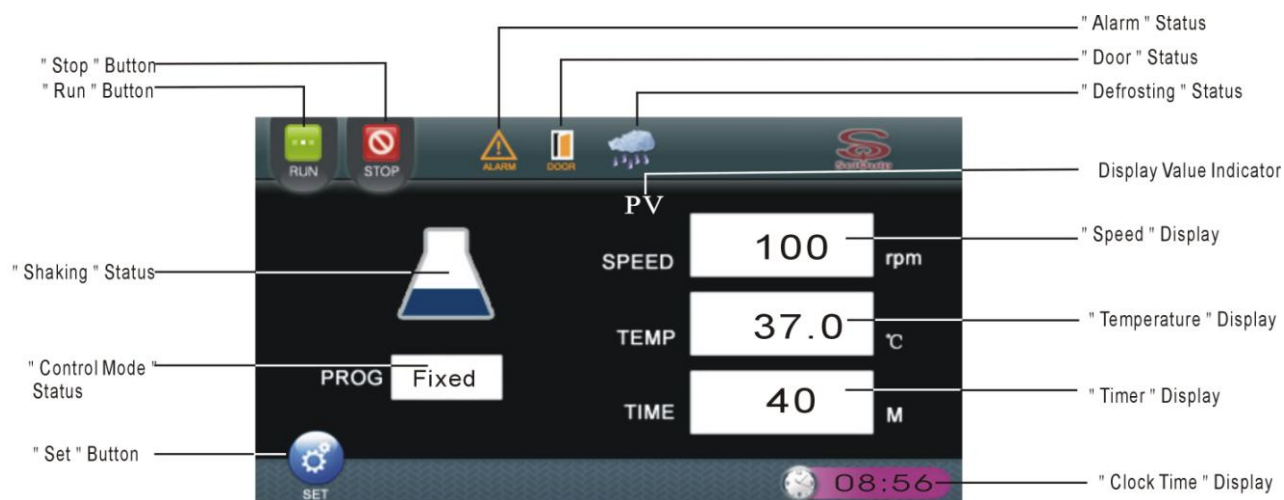 " Alarm " Status
" Stop " Button
" Door " Status
" Run " Button
" Defrosting " Status
RUN
STOP
ALARM
DOOR
Display Value Indicator
PV
SPEED
100
rpm
" Speed " Display
" Shaking " Status
TEMP
37.0
℃
" Temperature " Display
" Control Mode "
Status
PROG
Fixed
TIME
40
M
" Timer " Display
" Set " Button
SET
08:56
" Clock Time " Display